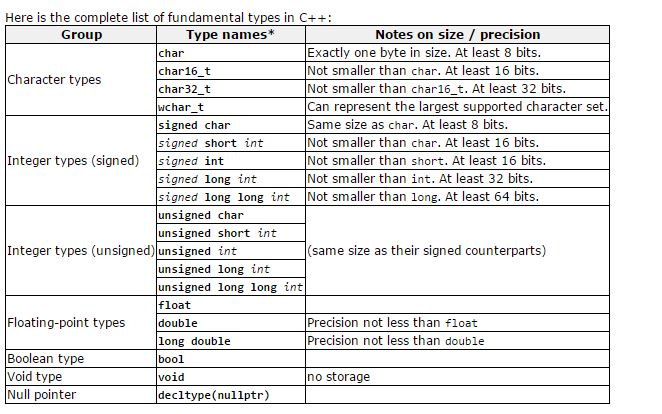 Here is the complete list of fundamental types in C++:
Group Type names* Notes on size / precision
Character types
char Exactly one byte in size. At least 8 bits.
char16_t Not smaller than char. At least 16 bits.
char32_t Not smaller than char16_t. At least 32 bits.
wchar_t Can represent the largest supported character set.
Integer types (signed)
signed char Same size as char. At least 8 bits.
signed short int Not smaller than char. At least 16 bits.
signed int Not smaller than short. At least 16 bits.
signed long int Not smaller than int. At least 32 bits.
signed long long int Not smaller than long. At least 64 bits.
Integer types (unsigned)
unsigned char
unsigned short int
unsigned int
unsigned long int
unsigned long long int
(same size as their signed counterparts)
Floating-point types
float
double Precision not less than float
long double Precision not less than double
Boolean type bool
Void type void no storage
Null pointer decltype(nullptr)